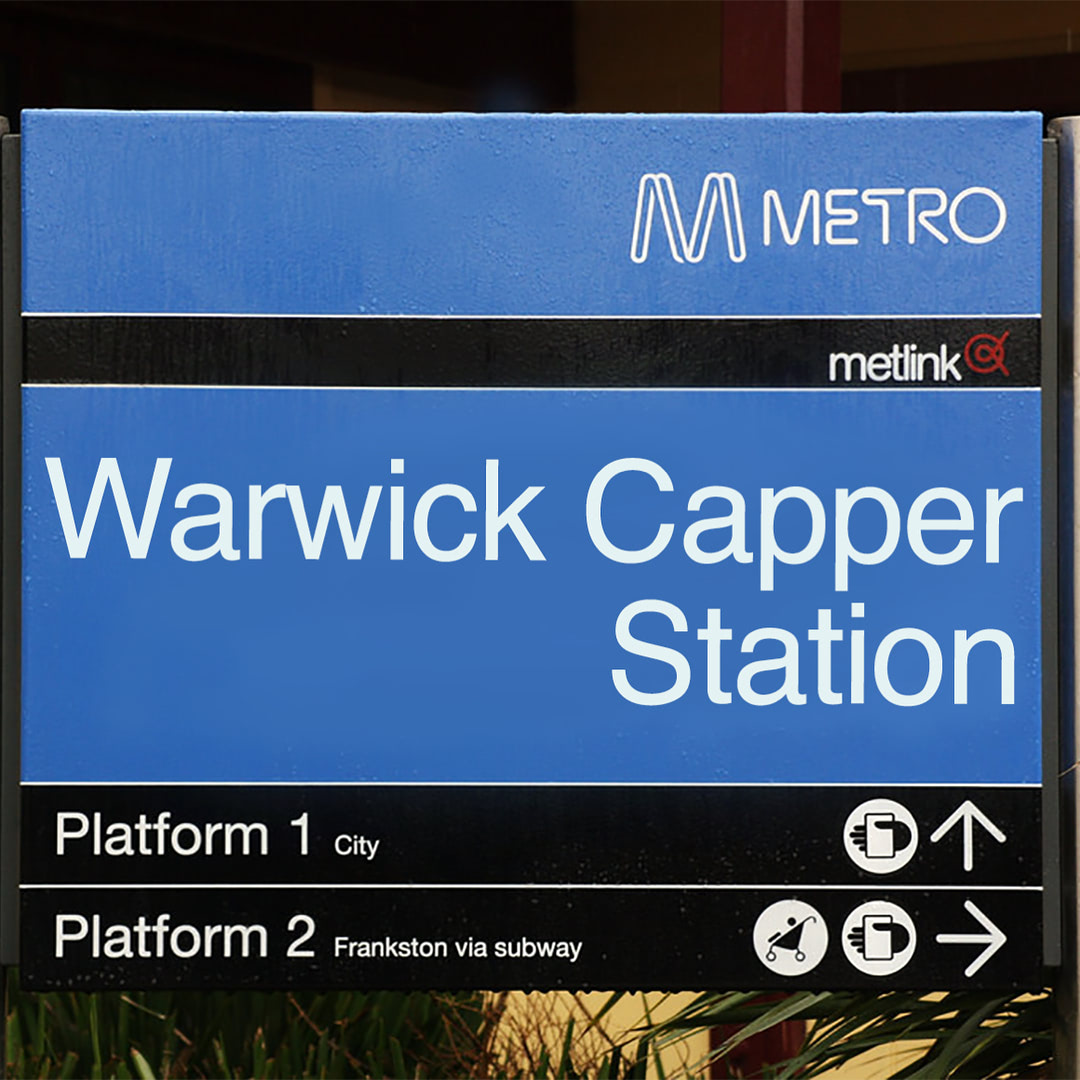 METRO
metlink
Warwick Capper
Station
Platform 1 City
Platform 2 Frankston via subway